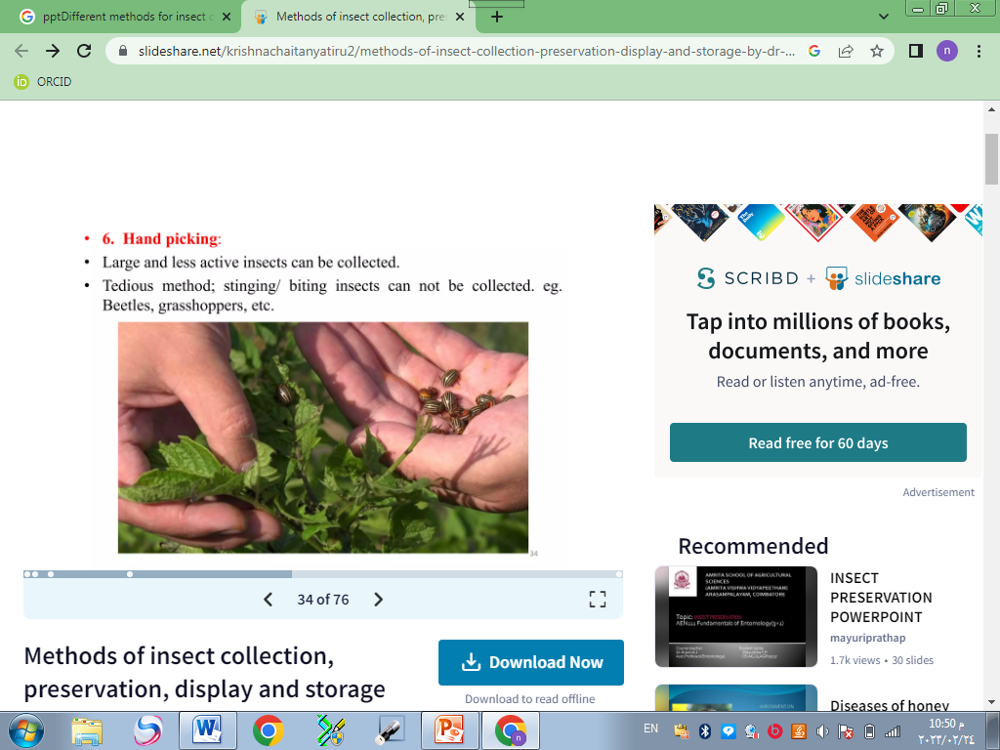 pptDifferent methods for insect c
Methods of insect collection, pre
slideshare.net/krishnachaitanyatiru2/methods-of-insect-collection-preservation-display-and-storage-by-dr-...
n
iD ORCID
• 6. Hand picking:
• Large and less active insects can be collected.
• Tedious method; stinging/ biting insects can not be collected. eg.
Beetles, grasshoppers, etc.
34
34 of 76
Methods of insect collection,
preservation, display and storage
Download Now
Download to read offline
The Daily
SCRIBD + slideshare
Tap into millions of books,
documents, and more
Read or listen anytime, ad-free.
Read free for 60 days
Advertisement
Recommended
AMRITA SCHOOL OF AGRICULTURAL
SCIENCES
(AMRITA VISHWA VIDYAPEETHAM)
ARASAMPALAYAM, COIMBATORE
Topic: INSECT PRESERVATION
AEN111 Fundamentals of Entomology(3+1)
INSECT
PRESERVATION
POWERPOINT
mayuriprathap
1.7k views • 30 slides
Diseases of honey
EN
10:50 م
٢٠٢٣/٠٢/٢٤